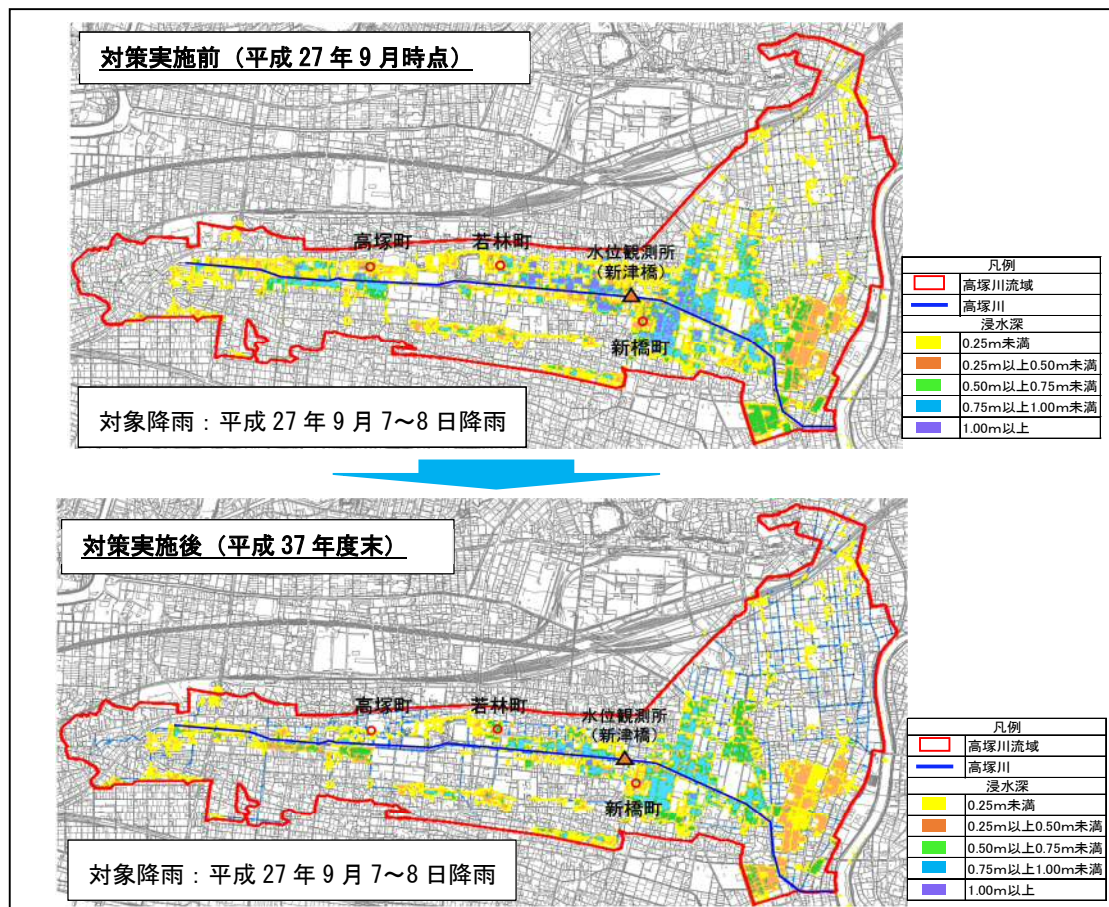 対策実施前（平成 27 年 9 月時点）
高塚町
若林町
水位観測所
（新津橋）
新橋町
対象降雨：平成 27 年 9 月 7～8 日降雨
凡例
高塚川流域
高塚川
浸水深
0.25m未満
0.25m以上0.50m未満
0.50m以上0.75m未満
0.75m以上1.00m未満
1.00m以上
対策実施後（平成 37 年度末）
高塚町
若林町
水位観測所
（新津橋）
新橋町
対象降雨：平成 27 年 9 月 7～8 日降雨
凡例
高塚川流域
高塚川
浸水深
0.25m未満
0.25m以上0.50m未満
0.50m以上0.75m未満
0.75m以上1.00m未満
1.00m以上